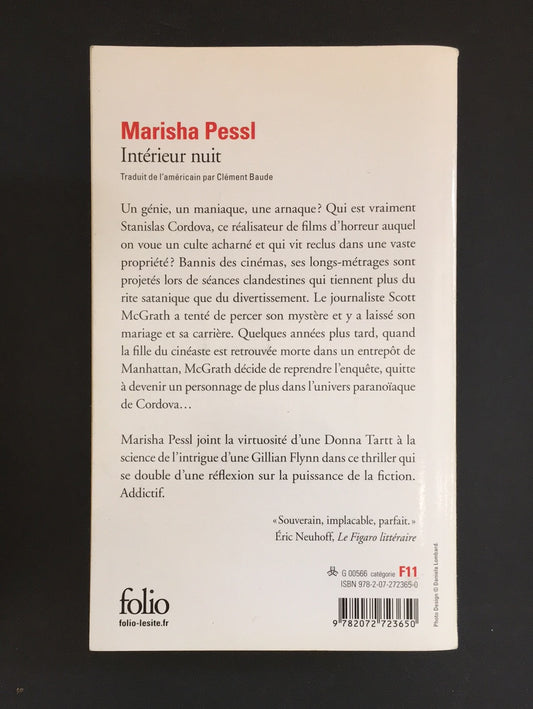 Marisha Pessl
Intérieur nuit
Traduit de l'américain par Clément Baude
Un génie, un maniaque, une arnaque ? Qui est vraiment
Stanislas Cordova, ce réalisateur de films d'horreur auquel
on voue un culte acharné et qui vit reclus dans une vaste
propriété ? Bannis des cinémas, ses longs-métrages sont
projetés lors de séances clandestines qui tiennent plus du
rite satanique que du divertissement. Le journaliste Scott
McGrath a tenté de percer son mystère et y a laissé son
mariage et sa carrière. Quelques années plus tard, quand
la fille du cinéaste est retrouvée morte dans un entrepôt de
Manhattan, McGrath décide de reprendre l'enquête, quitte
à devenir un personnage de plus dans l'univers paranoïaque
de Cordova…
Marisha Pessl joint la virtuosité d'une Donna Tartt à la
science de l'intrigue d'une Gillian Flynn dans ce thriller qui
se double d'une réflexion sur la puissance de la fiction.
Addictif.
« Souverain, implacable, parfait. »
Éric Neuhoff, Le Figaro littéraire
G 00566 catégorie F11
ISBN 978-2-07-272365-0
folio
folio-lesite.fr
9 782072 723650
Photo Design © Daniela Lombard.